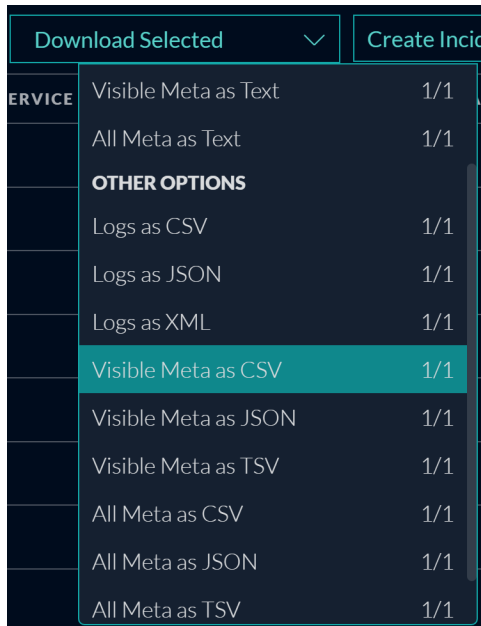 Download Selected
Create Inci
ERVICE
Visible Meta as Text 1/1
All Meta as Text 1/1
OTHER OPTIONS
Logs as CSV 1/1
Logs as JSON 1/1
Logs as XML 1/1
Visible Meta as CSV 1/1
Visible Meta as JSON 1/1
Visible Meta as TSV 1/1
All Meta as CSV 1/1
All Meta as JSON 1/1
All Meta as TSV 1/1